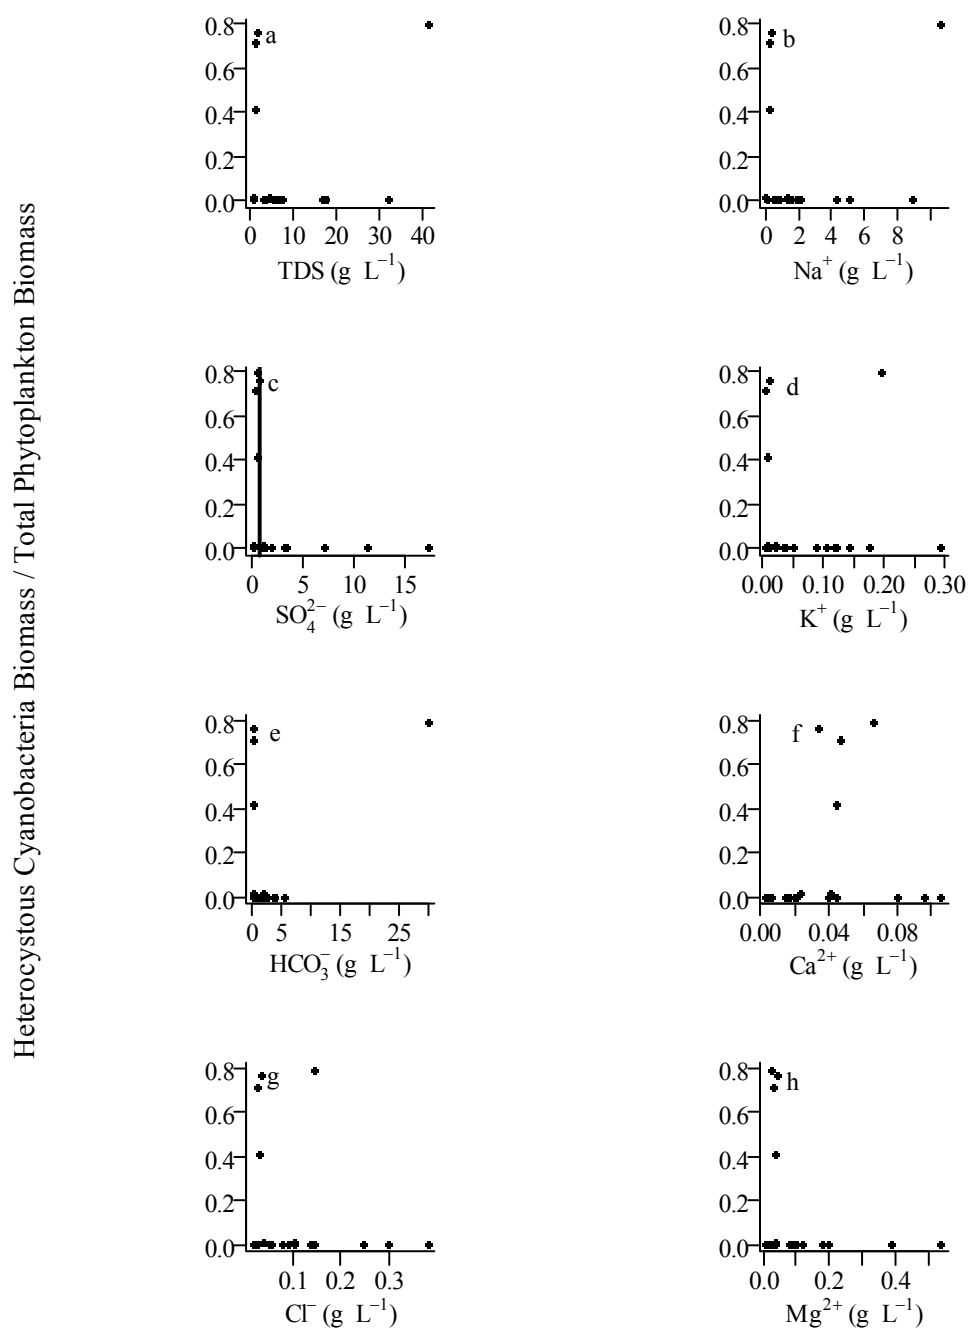 Heterocystous Cyanobacteria Biomass / Total Phytoplankton Biomass
0.8
0.6
0.4
0.2
0.0
a
0 10 20 30 40
TDS (g L⁻¹)
0.8
0.6
0.4
0.2
0.0
b
0 2 4 6 8
Na⁺ (g L⁻¹)
0.8
0.6
0.4
0.2
0.0
c
0 5 10 15
SO₄²⁻ (g L⁻¹)
0.8
0.6
0.4
0.2
0.0
d
0.00 0.10 0.20 0.30
K⁺ (g L⁻¹)
0.8
0.6
0.4
0.2
0.0
e
0 5 15 25
HCO₃⁻ (g L⁻¹)
0.8
0.6
0.4
0.2
0.0
f
0.00 0.04 0.08
Ca²⁺ (g L⁻¹)
0.8
0.6
0.4
0.2
0.0
g
0.1 0.2 0.3
Cl⁻ (g L⁻¹)
0.8
0.6
0.4
0.2
0.0
h
0.0 0.2 0.4
Mg²⁺ (g L⁻¹)